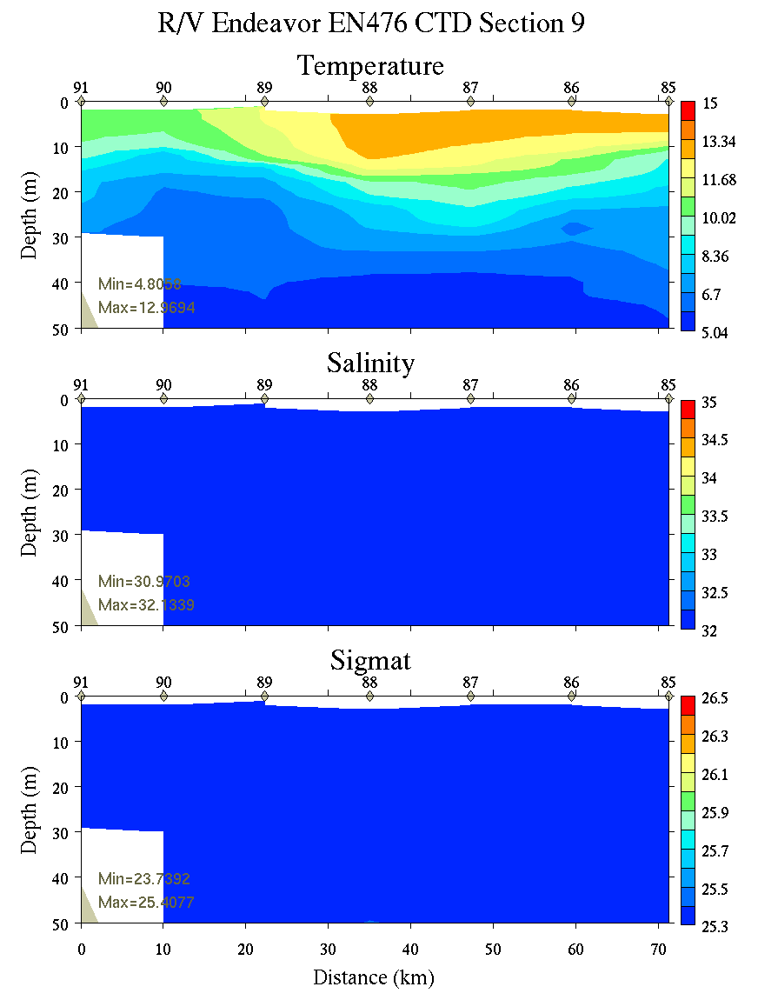 R/V Endeavor EN476 CTD Section 9
Temperature
91 90 89 88 87 86 85
0
10
20
30
40
50
Depth (m)
Min=4.8058
Max=12.9694
15
13.34
11.68
10.02
8.36
6.7
5.04
Salinity
91 90 89 88 87 86 85
0
10
20
30
40
50
Depth (m)
Min=30.9703
Max=32.1339
35
34.5
34
33.5
33
32.5
32
Sigmat
91 90 89 88 87 86 85
0
10
20
30
40
50
Depth (m)
Min=23.7392
Max=25.4077
26.5
26.3
26.1
25.9
25.7
25.5
25.3
0 10 20 30 40 50 60 70
Distance (km)